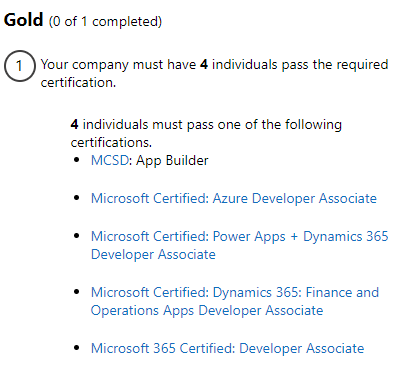 Gold (0 of 1 completed)
1 Your company must have 4 individuals pass the required
certification.
4 individuals must pass one of the following
certifications.
• MCSD: App Builder
• Microsoft Certified: Azure Developer Associate
• Microsoft Certified: Power Apps + Dynamics 365
Developer Associate
• Microsoft Certified: Dynamics 365: Finance and
Operations Apps Developer Associate
• Microsoft 365 Certified: Developer Associate